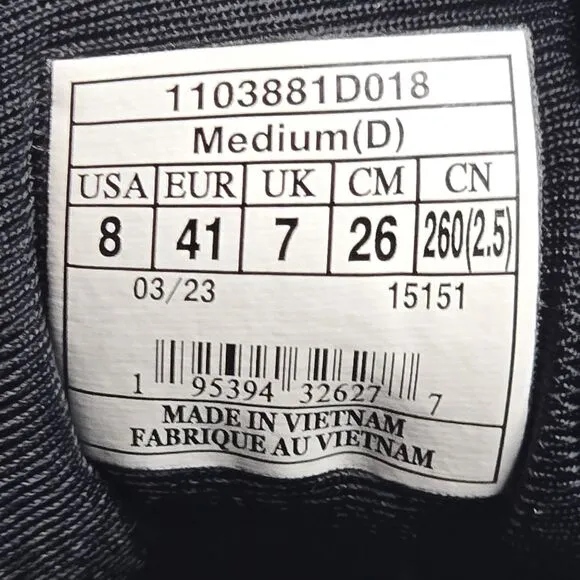 1103881D018
Medium(D)
USA EUR UK CM CN
8 41 7 26 260(2.5)
03/23 15151
1 95394 32627 7
MADE IN VIETNAM
FABRIQUE AU VIETNAM